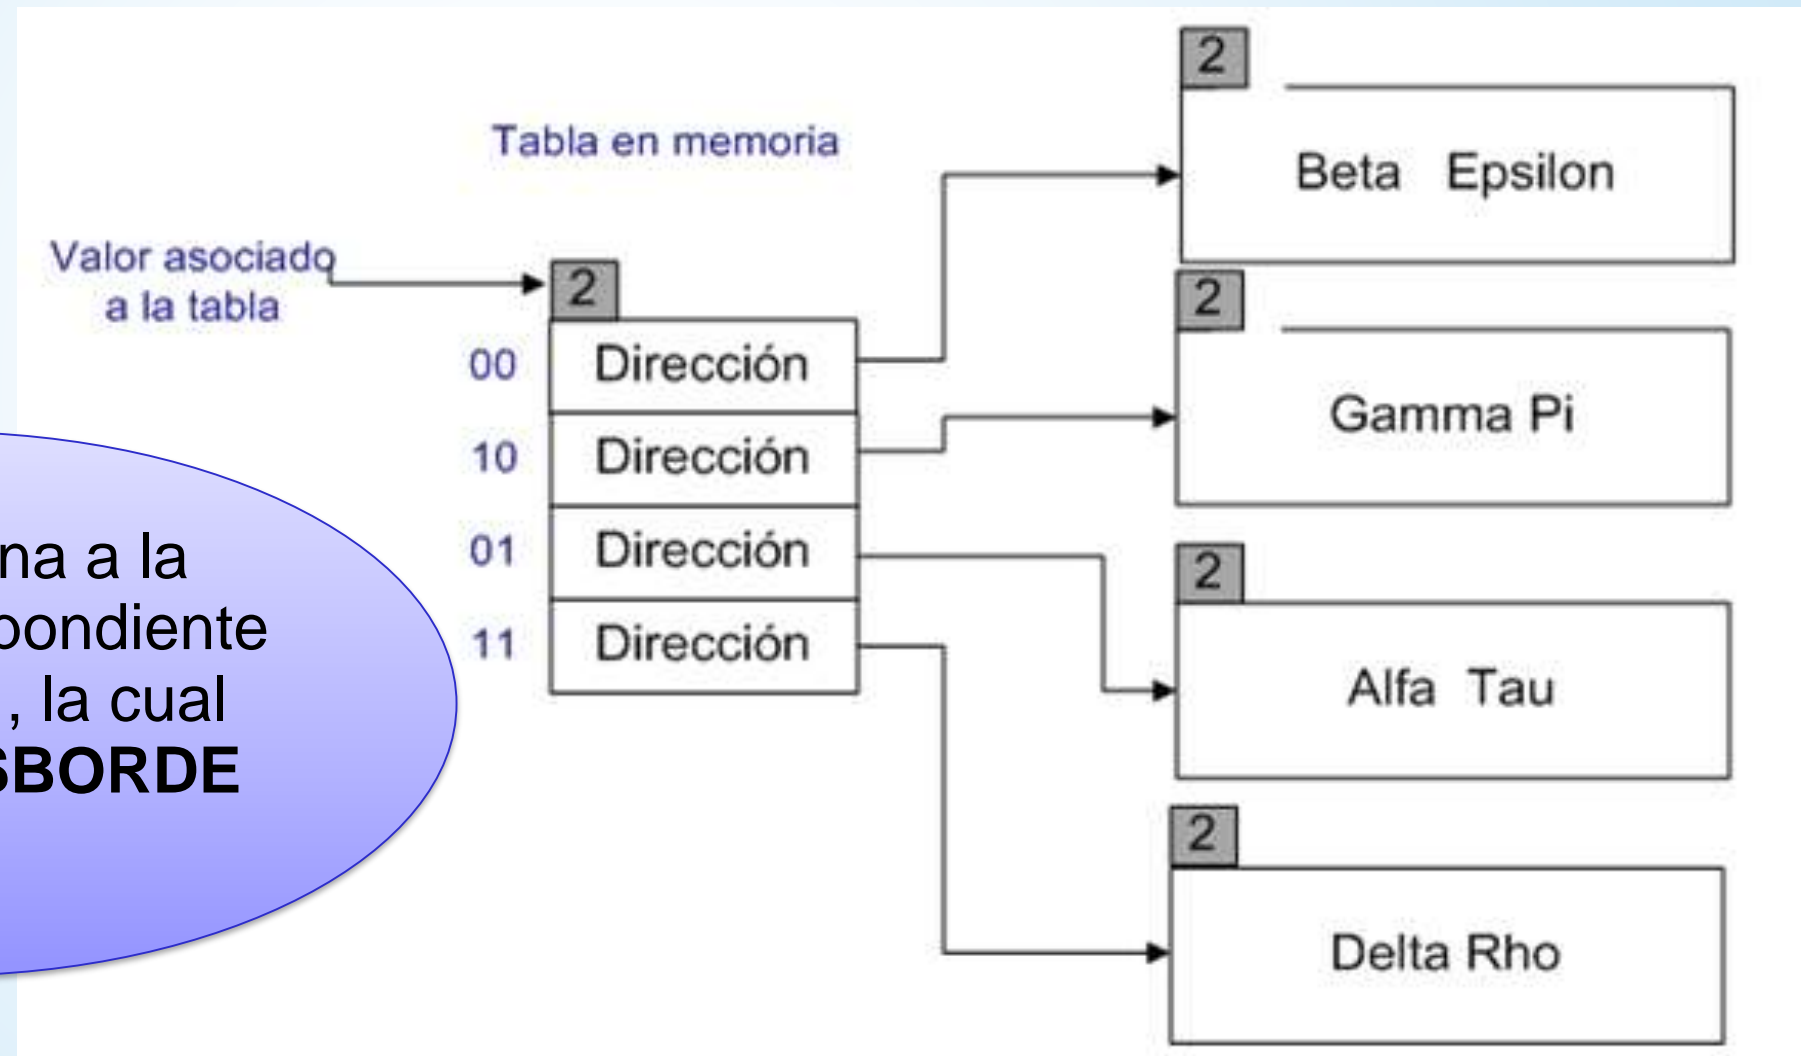 2
Tabla en memoria
Beta Epsilon
Valor asociado
a la tabla
2
2
00 Dirección
10 Dirección
Gamma Pi
01 Dirección
2
11 Dirección
Alfa Tau
na a la
pondiente
, la cual
SBORDE
2
Delta Rho